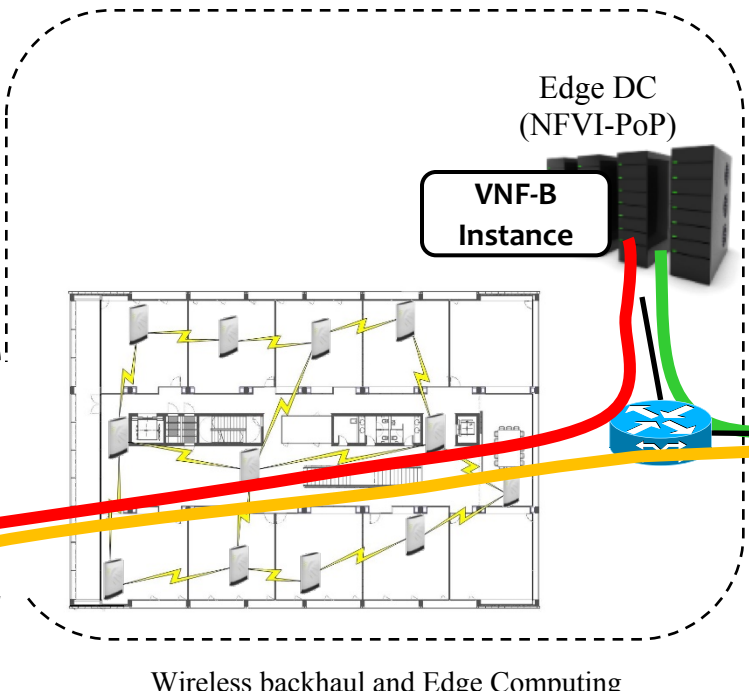 Edge DC
(NFVI-PoP)
VNF-B
Instance
Wireless backhaul and Edge Computing